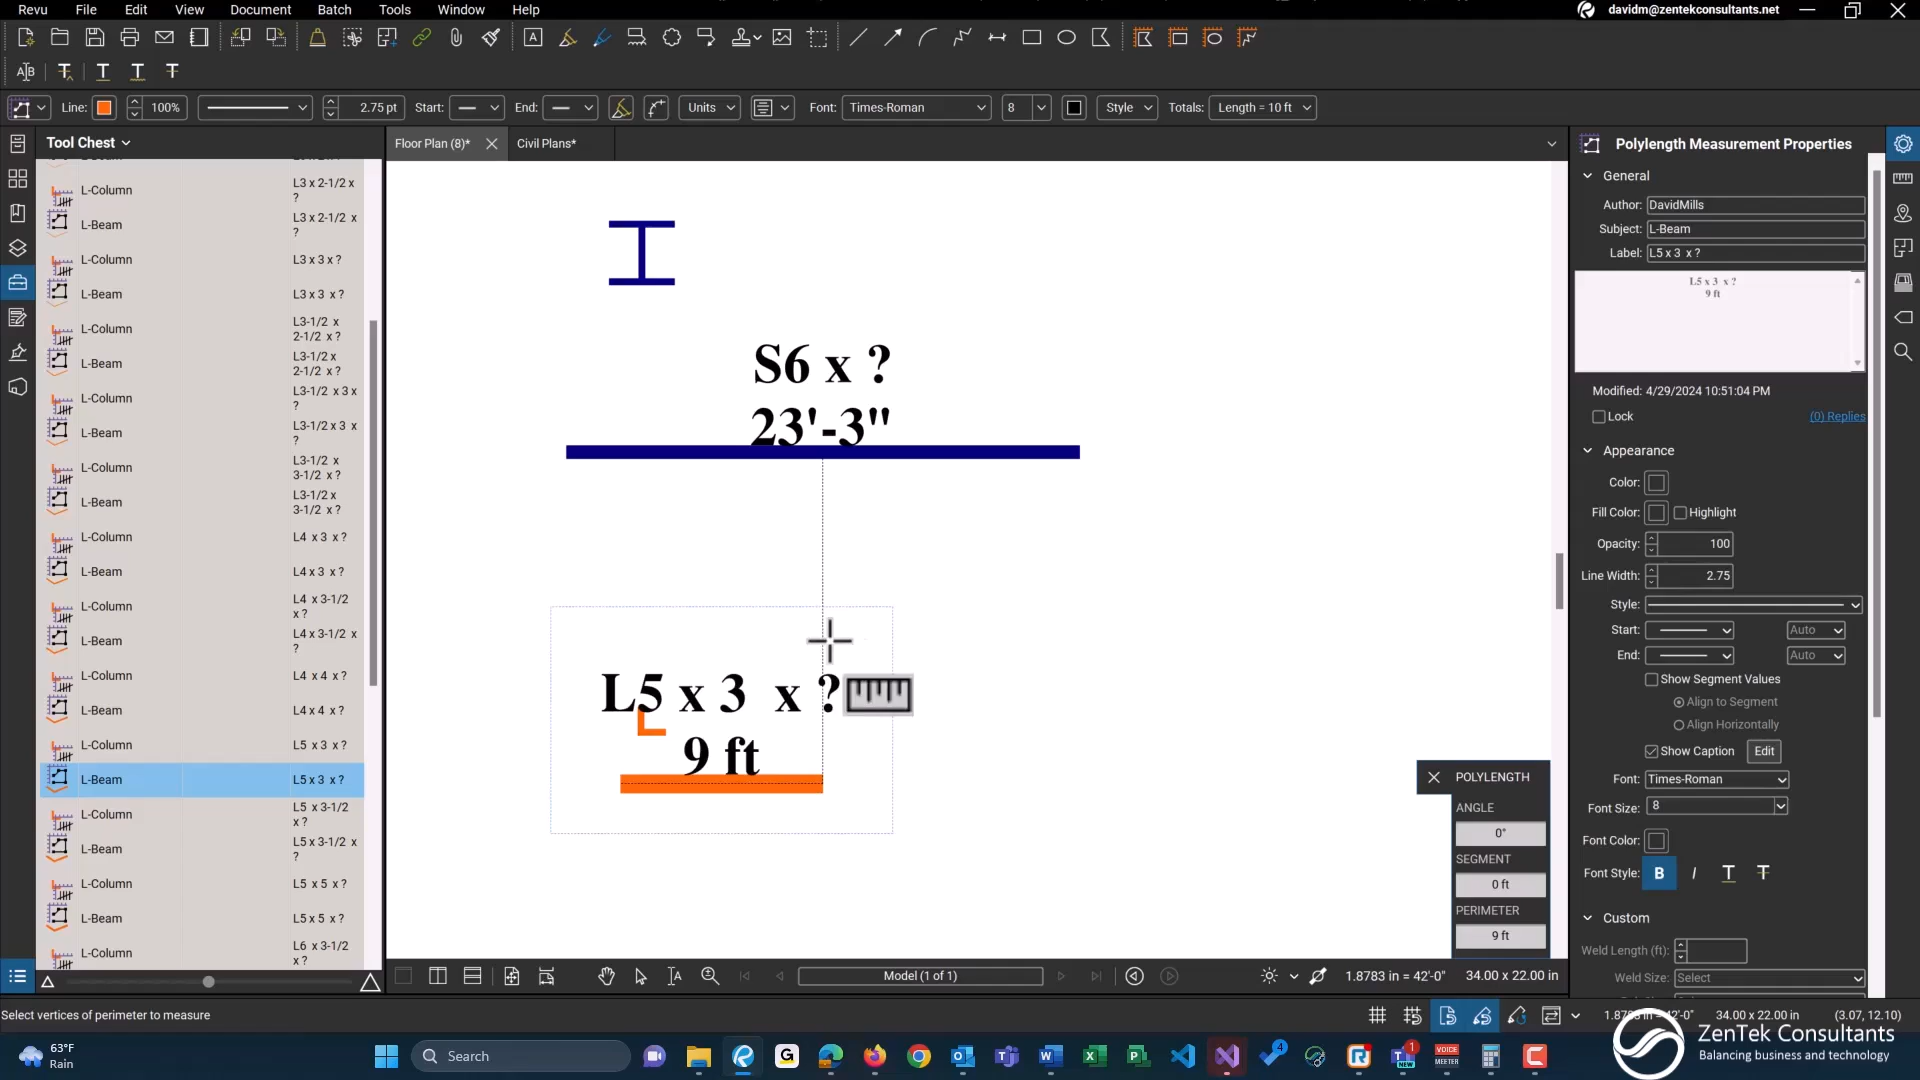 Revu File Edit View Document Batch Tools Window Help davidm@zentekconsultants.net
Line: 100% 2.75 pt Start: End: Units Font: Times-Roman 8 Style Totals: Length = 10 ft
Tool Chest
L-Column L3 x 2-1/2 x
?
L-Beam L3 x 2-1/2 x
?
L-Column L3 x 3 x ?
L-Beam L3 x 3 x ?
L-Column L3-1/2 x
2-1/2 x ?
L-Beam L3-1/2 x
2-1/2 x ?
L-Column L3-1/2 x 3 x
?
L-Beam L3-1/2 x 3 x
?
L-Column L3-1/2 x
3-1/2 x ?
L-Beam L3-1/2 x
3-1/2 x ?
L-Column L4 x 3 x ?
L-Beam L4 x 3 x ?
L-Column L4 x 3-1/2
x ?
L-Beam L4 x 3-1/2 x
?
L-Column L4 x 4 x ?
L-Beam L4 x 4 x ?
L-Column L5 x 3 x ?
L-Beam L5 x 3 x ?
L-Column L5 x 3-1/2
x ?
L-Beam L5 x 3-1/2 x
?
L-Column L5 x 5 x ?
L-Beam L5 x 5 x ?
L-Column L6 x 3-1/2
x ?
Floor Plan (8)* Civil Plans*
S6 x ?
23'-3"
L5 x 3 x ?
9 ft
POLYLENGTH
ANGLE
0°
SEGMENT
0 ft
PERIMETER
9 ft
Polylength Measurement Properties
General
Author: DavidMills
Subject: L-Beam
Label: L5 x 3 x ?
L5 x 3 x ?
9 ft
Modified: 4/29/2024 10:51:04 PM
Lock (0) Replies
Appearance
Color:
Fill Color: Highlight
Opacity: 100
Line Width: 2.75
Style:
Start: Auto
End: Auto
Show Segment Values
Align to Segment
Align Horizontally
Show Caption Edit
Font: Times-Roman
Font Size: 8
Font Color:
Font Style: B I T T
Custom
Weld Length (ft):
Weld Size: Select
Model (1 of 1) 1.8783 in = 42'-0" 34.00 x 22.00 in
Select vertices of perimeter to measure 34.00 x 22.00 in (3.07, 12.10)
63°F
Rain
Search
ZenTek Consultants
Balancing business and technology